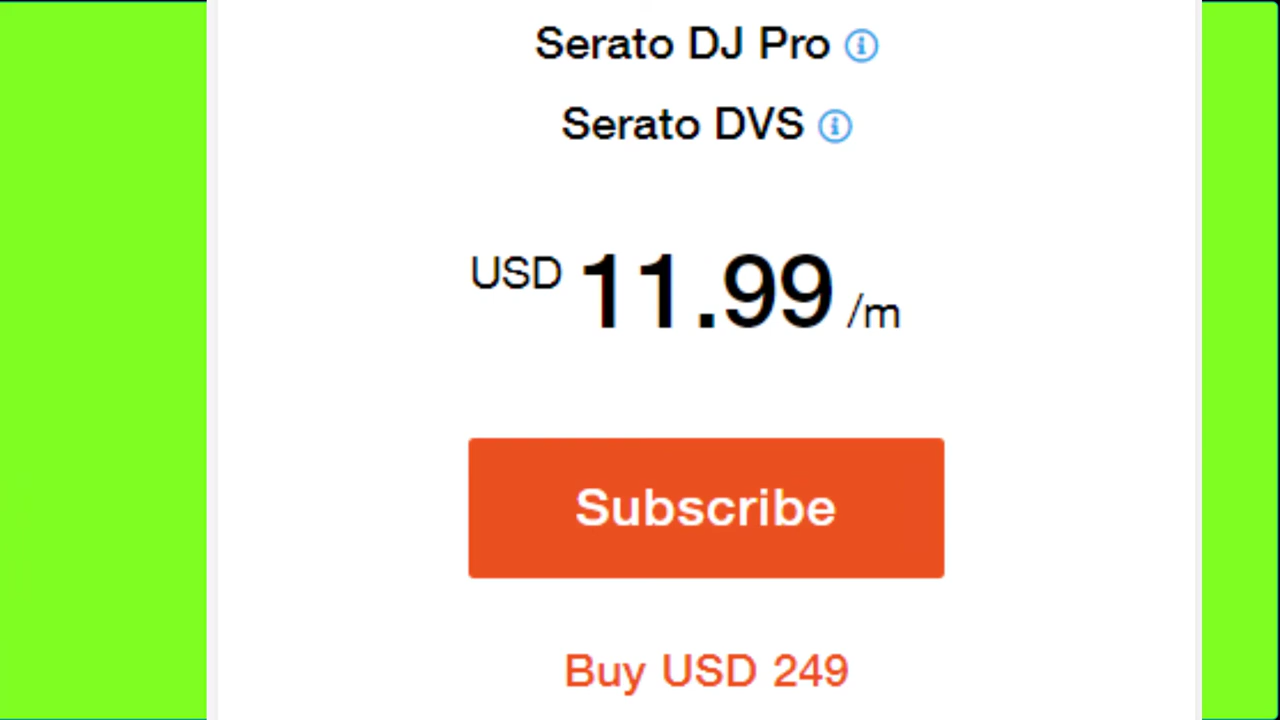 Serato DJ Pro
Serato DVS
USD 11.99 /m
Subscribe
Buy USD 249